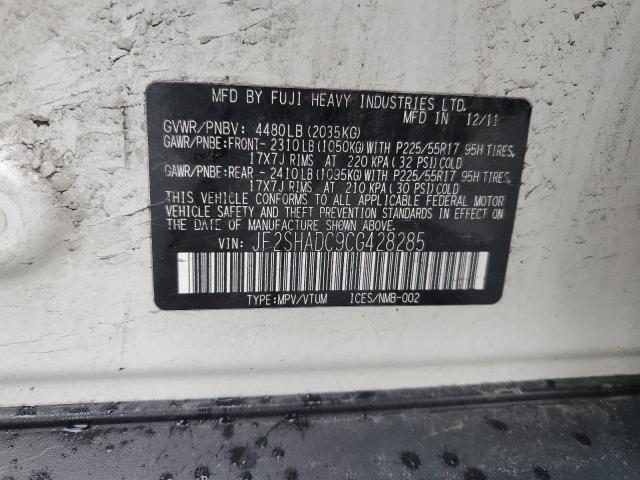 MFD BY FUJI HEAVY INDUSTRIES LTD.
MFD IN 12/11
GVWR/PNBV: 4480LB (2035KG)
GAWR/PNBE:FRONT-2310LB(1050KG)WITH P225/55R17 95H TIRES,
17X7J RIMS AT 220 KPA (32 PSI)COLD
GAWR/PNBE:REAR -2410LB(1095KG)WITH P225/55R17 95H TIRES,
17X7J RIMS AT 210 KPA (30 PSI)COLD
THIS VEHICLE CONFORMS TO ALL APPLICABLE FEDERAL MOTOR
VEHICLE SAFETY AND THEFT PREVENTION STANDARDS IN EFFECT
ON THE DATE OF MANUFACTURE SHOWN ABOVE.
VIN: JF2SHADC9CG428285
TYPE:MPV/VTUM ICES/NMB-002